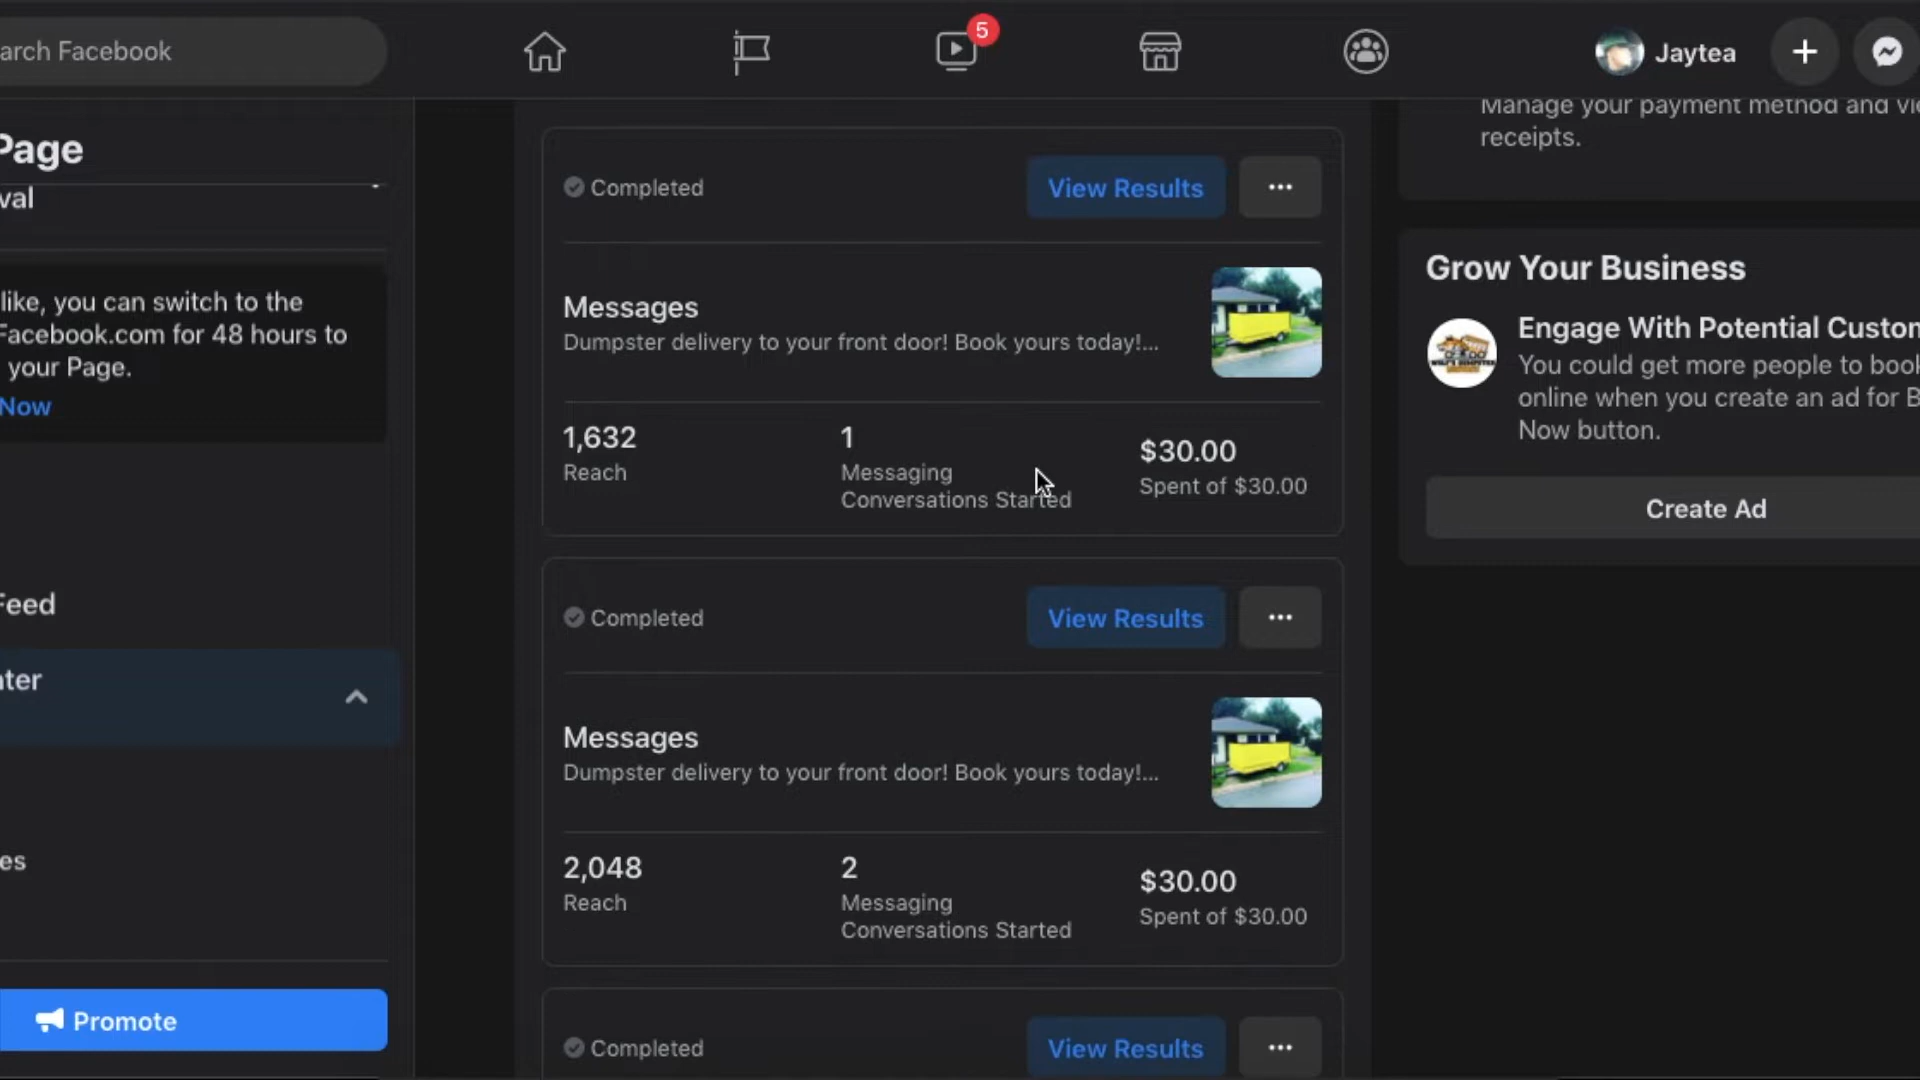 arch Facebook
5
Jaytea
Page
val
like, you can switch to the
Facebook.com for 48 hours to
your Page.
Now
Feed
nter
es
Promote
Completed
View Results
Messages
Dumpster delivery to your front door! Book yours today!...
1,632
Reach
1
Messaging
Conversations Started
$30.00
Spent of $30.00
Completed
View Results
Messages
Dumpster delivery to your front door! Book yours today!...
2,048
Reach
2
Messaging
Conversations Started
$30.00
Spent of $30.00
Completed
View Results
Manage your payment method and vi
receipts.
Grow Your Business
Engage With Potential Custom
You could get more people to book
online when you create an ad for B
Now button.
Create Ad